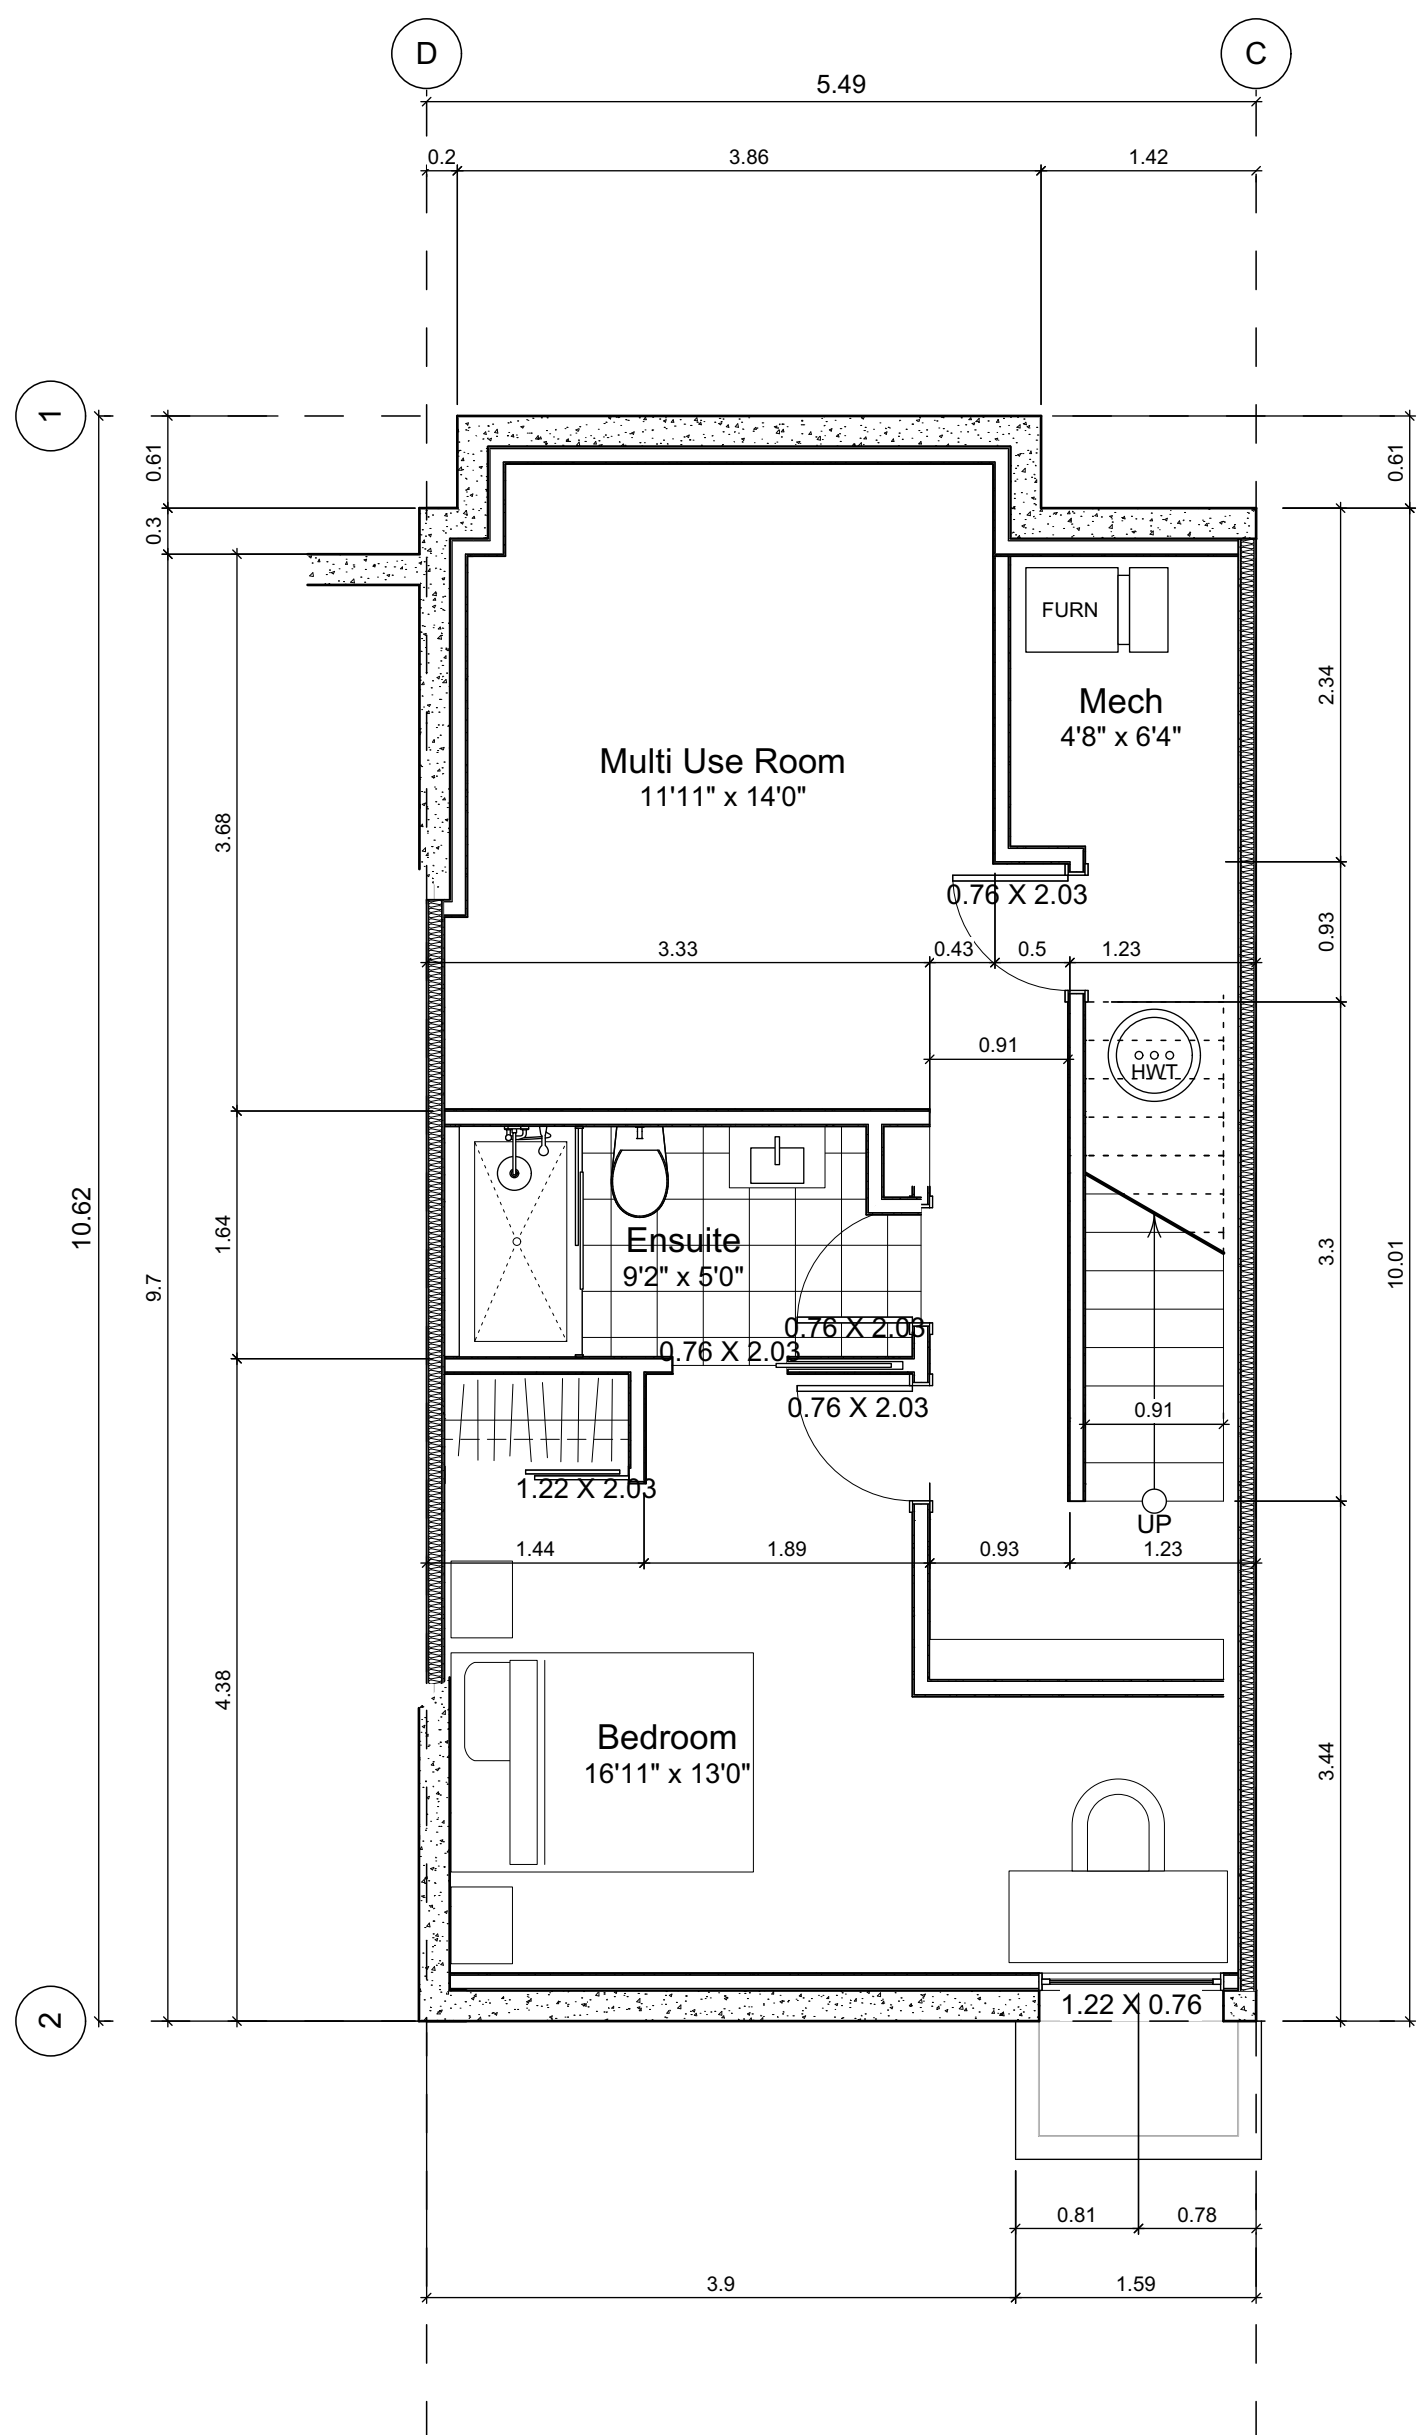 D
C
5.49
0.2
3.86
1.42
1
0.61
0.61
0.3
FURN
Mech
4'8" x 6'4"
2.34
Multi Use Room
11'11" x 14'0"
3.68
0.76 X 2.03
0.93
3.33
0.43
0.5
1.23
0.91
HWT
10.62
1.64
Ensuite
9'2" x 5'0"
3.3
10.01
9.7
0.76 X 2.03
0.76 X 2.03
0.76 X 2.03
0.91
1.22 X 2.03
UP
1.44
1.89
0.93
1.23
4.38
Bedroom
16'11" x 13'0"
3.44
2
1.22 X 0.76
0.81
0.78
3.9
1.59